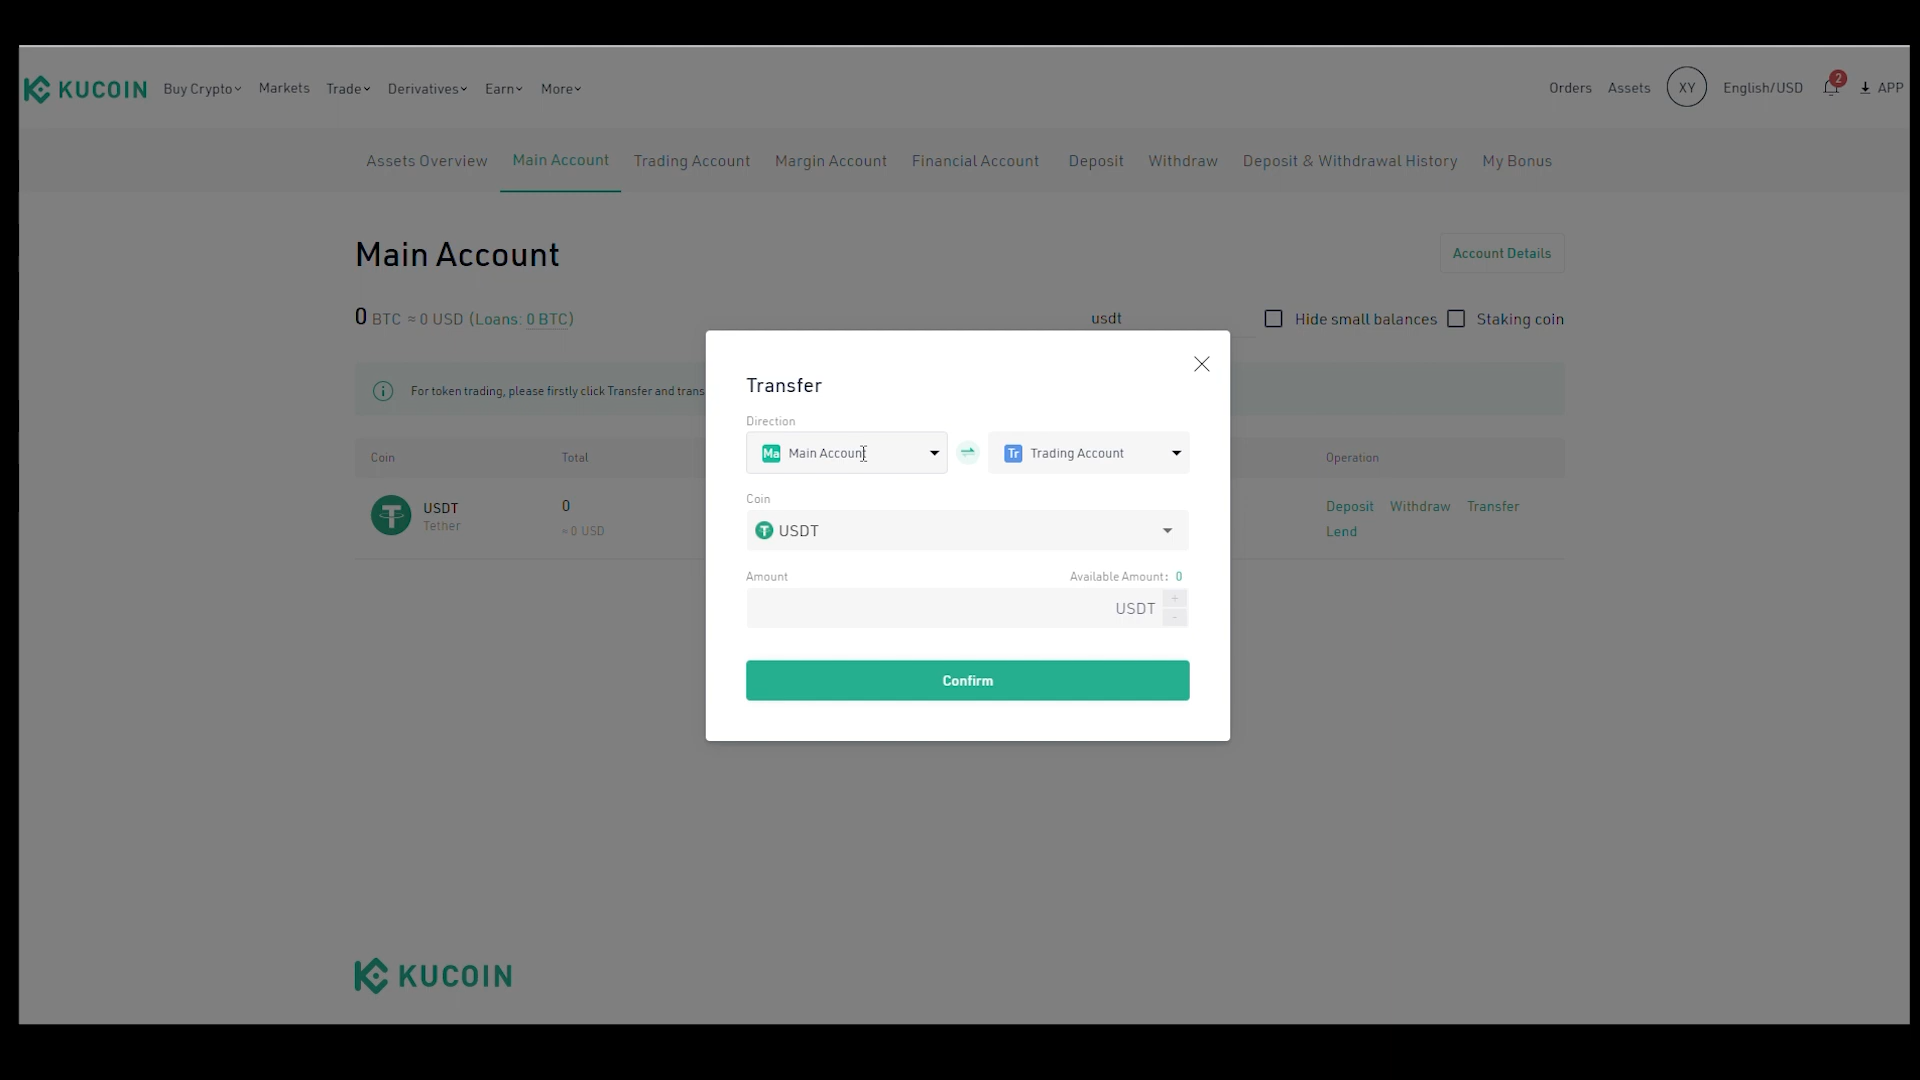 KUCOIN Buy Crypto Markets Trade Derivatives Earn More Orders Assets XY English/USD 2 APP
Assets Overview Main Account Trading Account Margin Account Financial Account Deposit Withdraw Deposit & Withdrawal History My Bonus
Main Account Account Details
0 BTC ≈ 0 USD (Loans: 0 BTC) usdt Hide small balances Staking coin
For token trading, please firstly click Transfer and trans
Coin Total Operation
USDT 0 Deposit Withdraw Transfer
Tether ≈ 0 USD Lend
Transfer
Direction
Ma Main Account Tr Trading Account
Coin
USDT
Amount Available Amount: 0
USDT + -
Confirm
KUCOIN